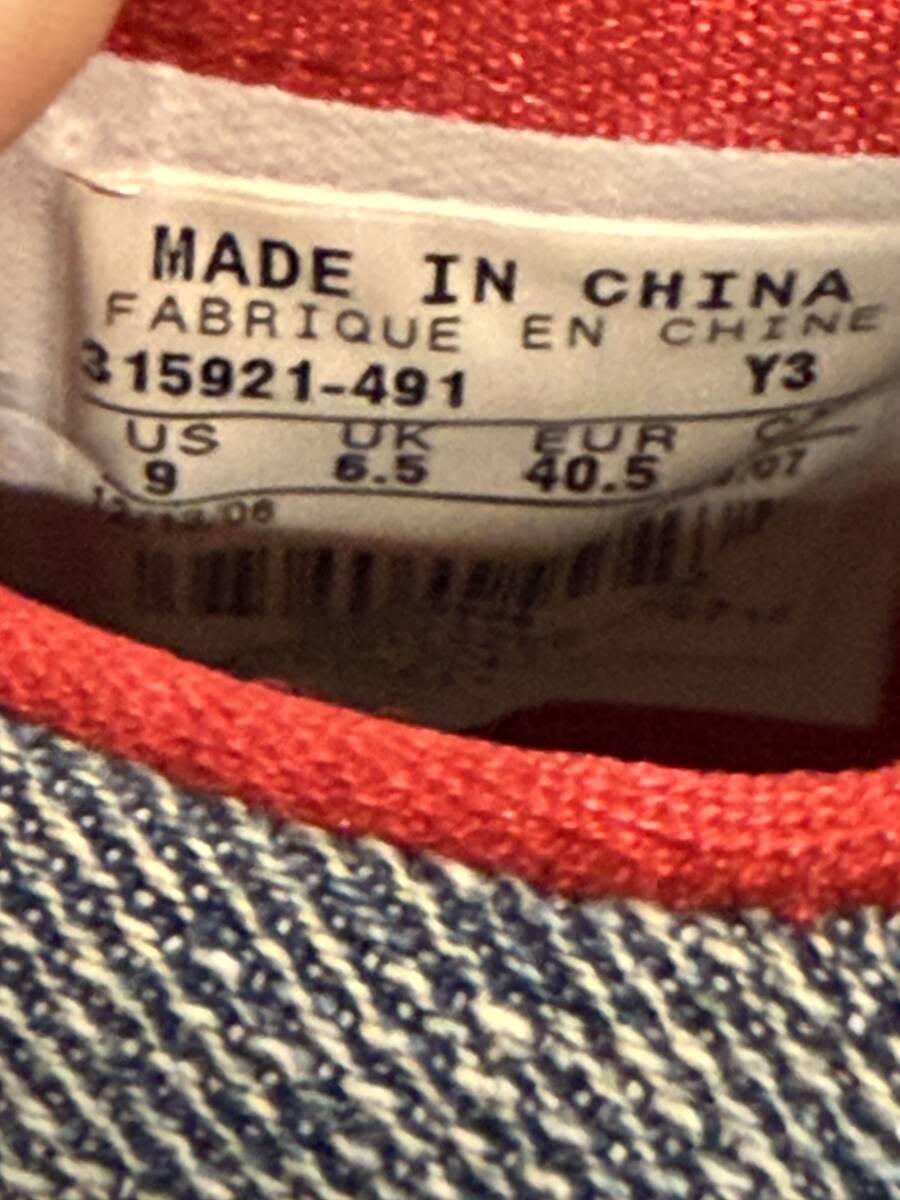 MADE IN CHINA
FABRIQUE EN CHINE
315921-491 Y3
US UK EUR
9 6.5 40.5